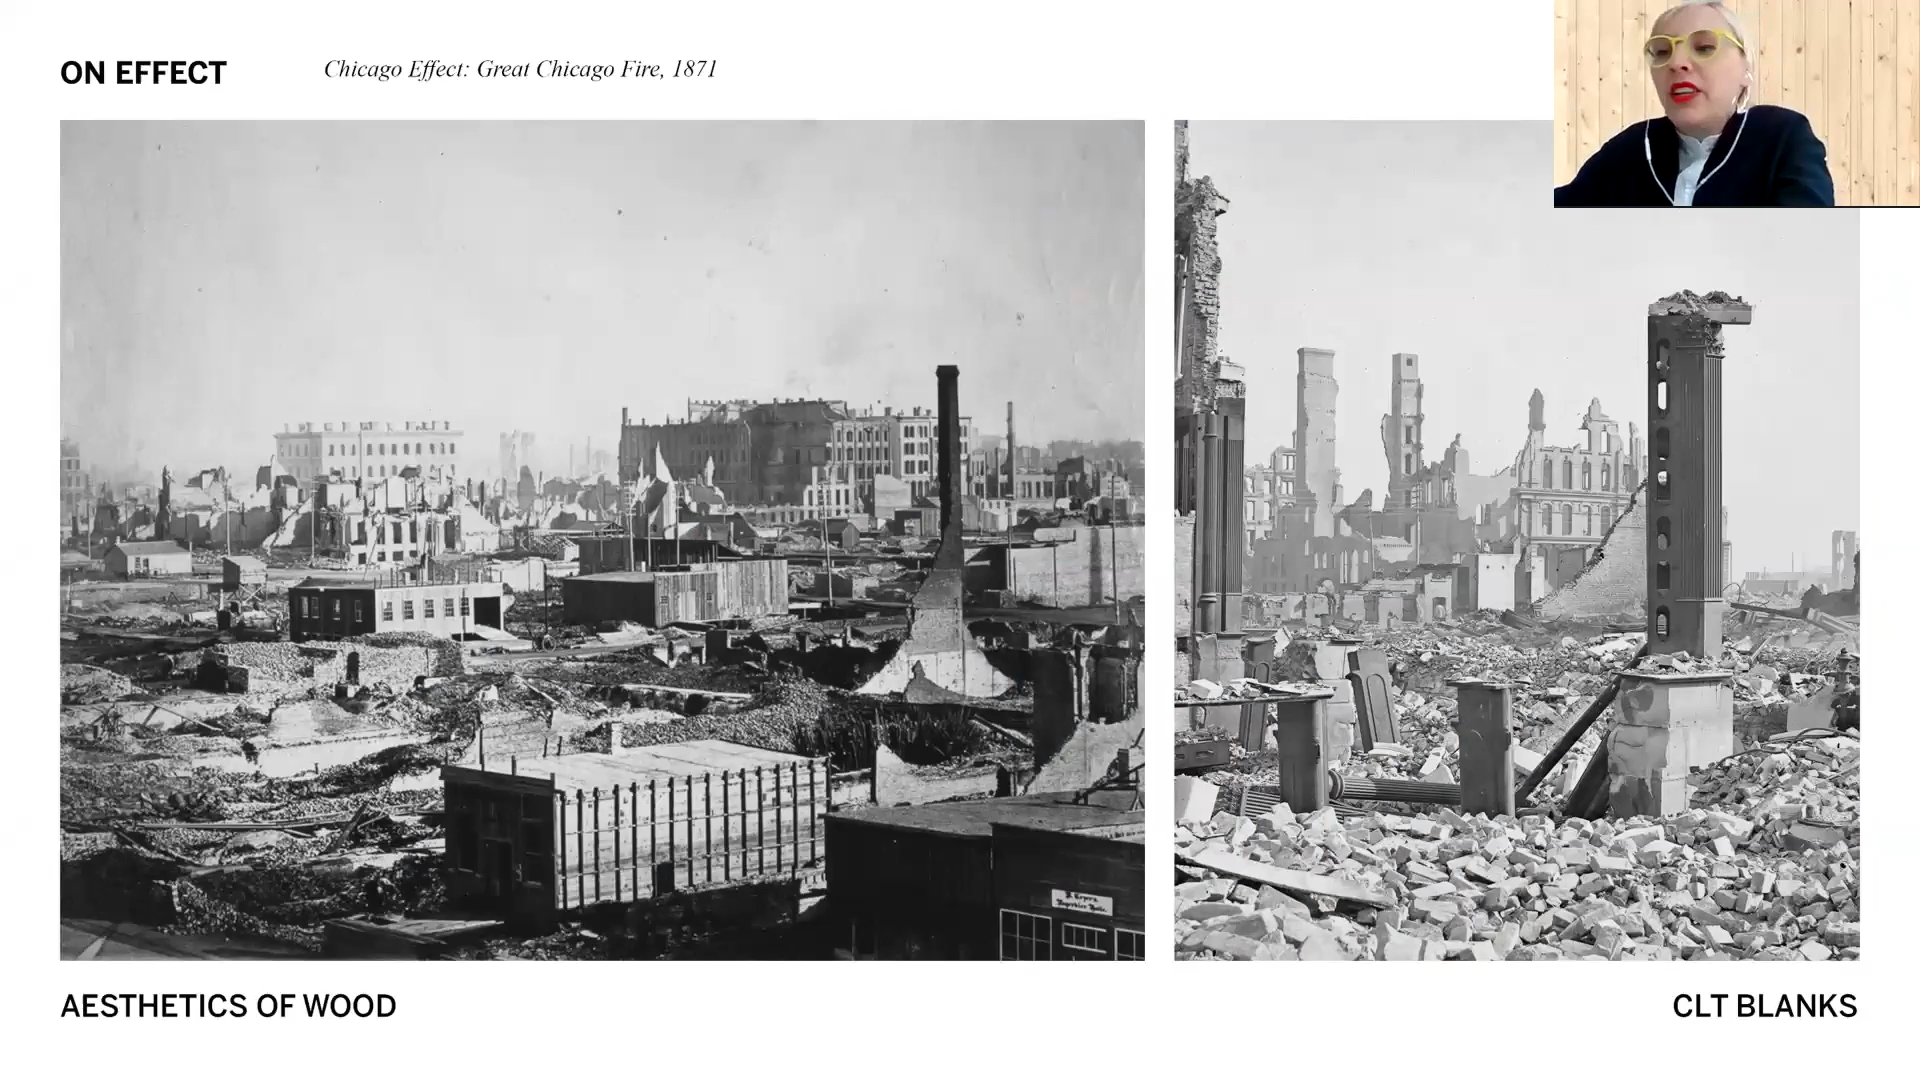 ON EFFECT
Chicago Effect: Great Chicago Fire, 1871
AESTHETICS OF WOOD
CLT BLANKS